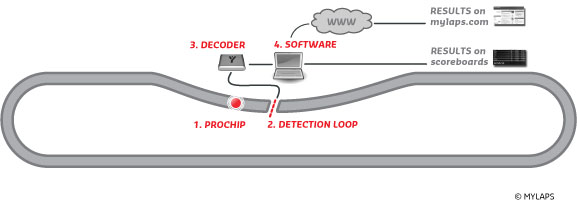 RESULTS on
mylaps.com
WWW
3. DECODER
4. SOFTWARE
RESULTS on
scoreboards
1. PROCHIP
2. DETECTION LOOP
© MYLAPS